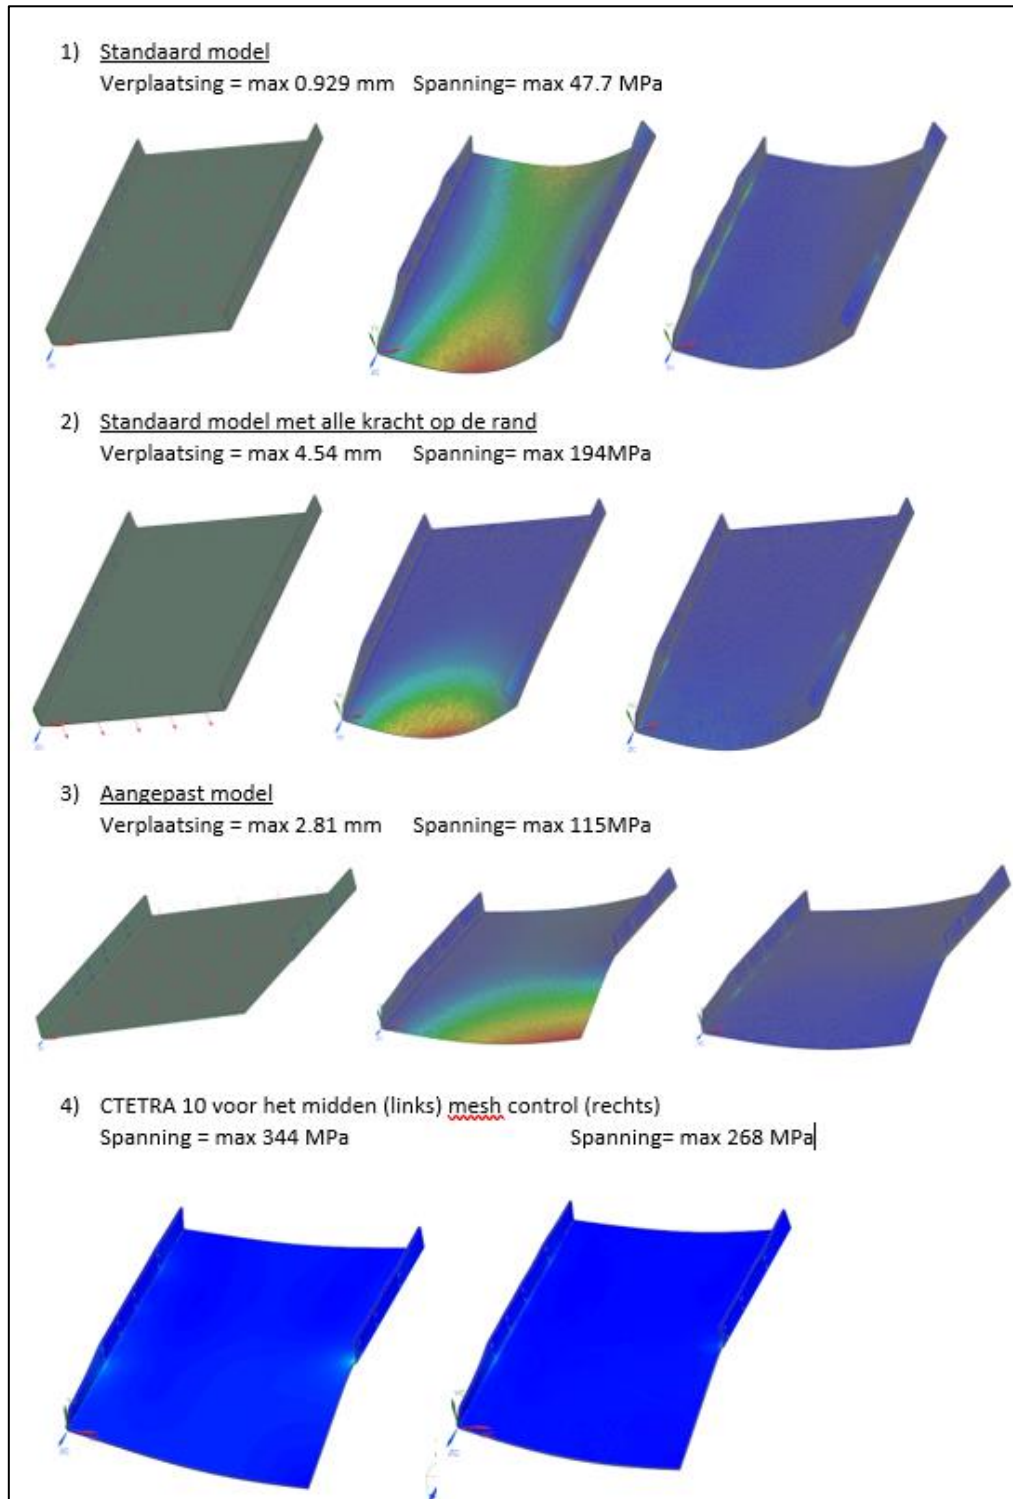 1) Standaard model
Verplaatsing = max 0.929 mm Spanning= max 47.7 MPa
2) Standaard model met alle kracht op de rand
Verplaatsing = max 4.54 mm Spanning= max 194MPa
3) Aangepast model
Verplaatsing = max 2.81 mm Spanning= max 115MPa
4) CTETRA 10 voor het midden (links) mesh control (rechts)
Spanning = max 344 MPa Spanning= max 268 MPa